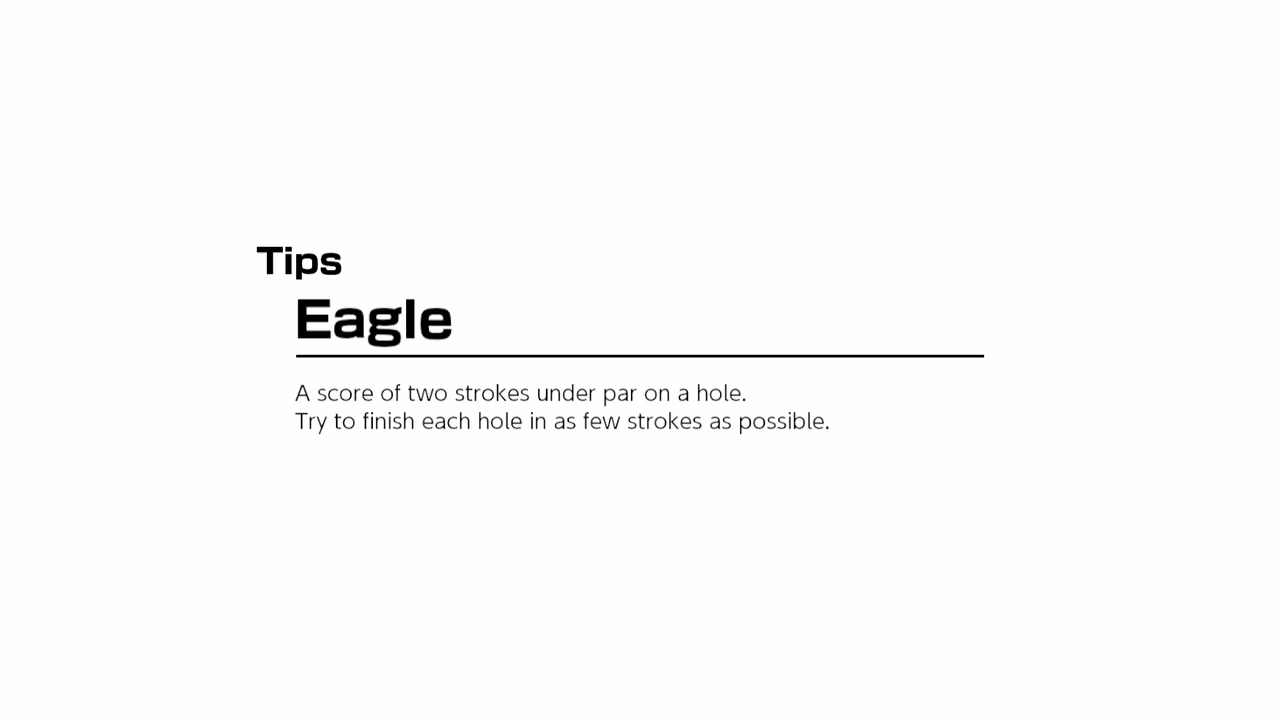 Tips
Eagle
A score of two strokes under par on a hole.
Try to finish each hole in as few strokes as possible.